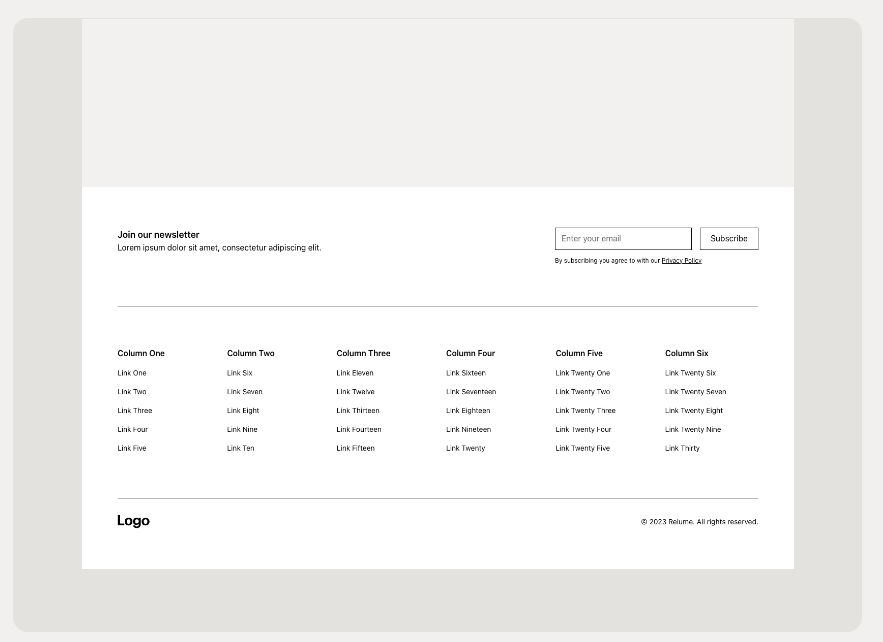 Join our newsletter
Lorem ipsum dolor sit amet, consectetur adipiscing elit.
Enter your email
Subscribe
By subscribing you agree to with our Privacy Policy
Column One
Link One
Link Two
Link Three
Link Four
Link Five
Column Two
Link Six
Link Seven
Link Eight
Link Nine
Link Ten
Column Three
Link Eleven
Link Twelve
Link Thirteen
Link Fourteen
Link Fifteen
Column Four
Link Sixteen
Link Seventeen
Link Eighteen
Link Nineteen
Link Twenty
Column Five
Link Twenty One
Link Twenty Two
Link Twenty Three
Link Twenty Four
Link Twenty Five
Column Six
Link Twenty Six
Link Twenty Seven
Link Twenty Eight
Link Twenty Nine
Link Thirty
Logo
© 2023 Relume. All rights reserved.